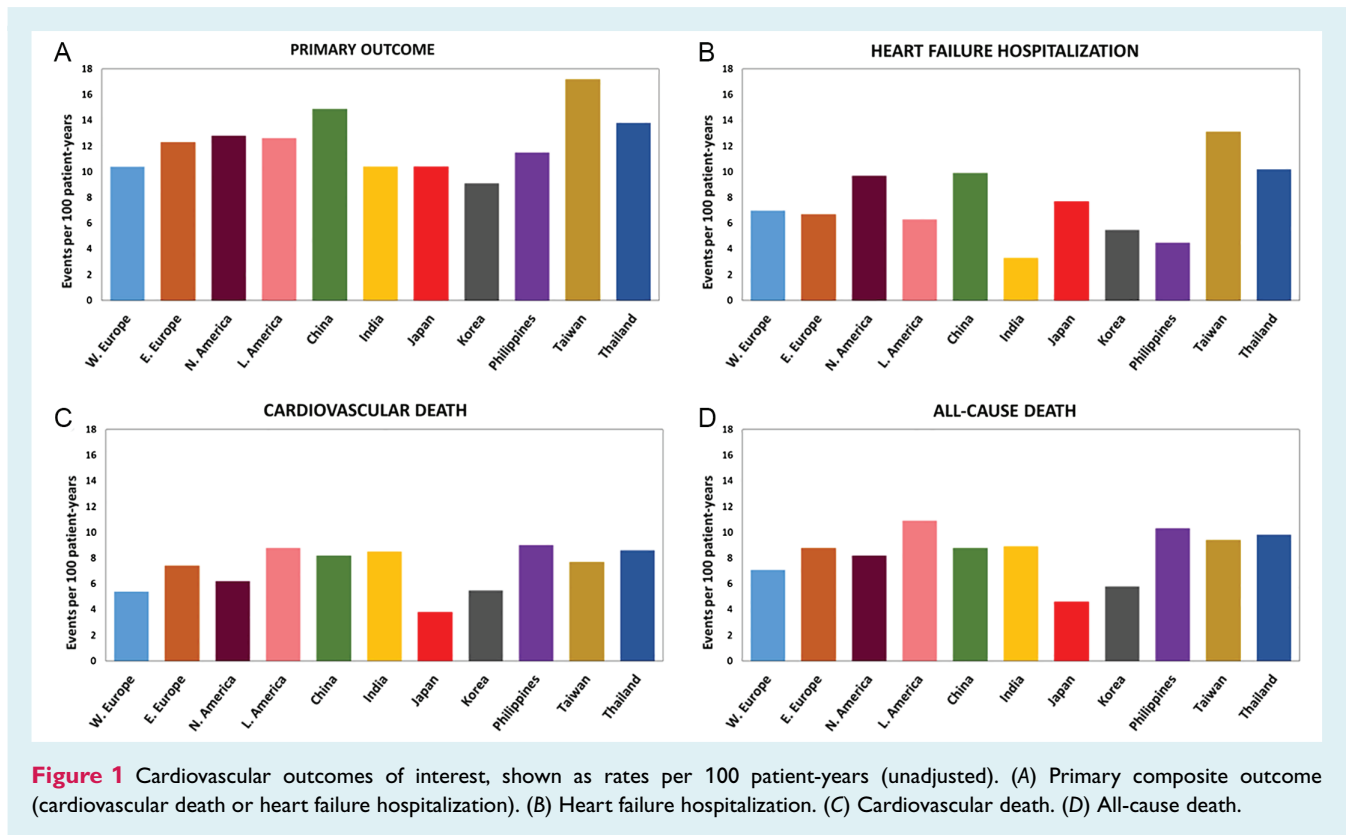 A
PRIMARY OUTCOME
Events per 100 patient-years
18
16
14
12
10
8
6
4
2
0
W. Europe
E. Europe
N. America
L. America
China
India
Japan
Korea
Philippines
Taiwan
Thailand
B
HEART FAILURE HOSPITALIZATION
Events per 100 patient-years
18
16
14
12
10
8
6
4
2
0
W. Europe
E. Europe
N. America
L. America
China
India
Japan
Korea
Philippines
Taiwan
Thailand
C
CARDIOVASCULAR DEATH
Events per 100 patient-years
18
16
14
12
10
8
6
4
2
0
W. Europe
E. Europe
N. America
L. America
China
India
Japan
Korea
Philippines
Taiwan
Thailand
D
ALL-CAUSE DEATH
Events per 100 patient-years
18
16
14
12
10
8
6
4
2
0
W. Europe
E. Europe
N. America
L. America
China
India
Japan
Korea
Philippines
Taiwan
Thailand
Figure 1 Cardiovascular outcomes of interest, shown as rates per 100 patient-years (unadjusted). (A) Primary composite outcome
(cardiovascular death or heart failure hospitalization). (B) Heart failure hospitalization. (C) Cardiovascular death. (D) All-cause death.